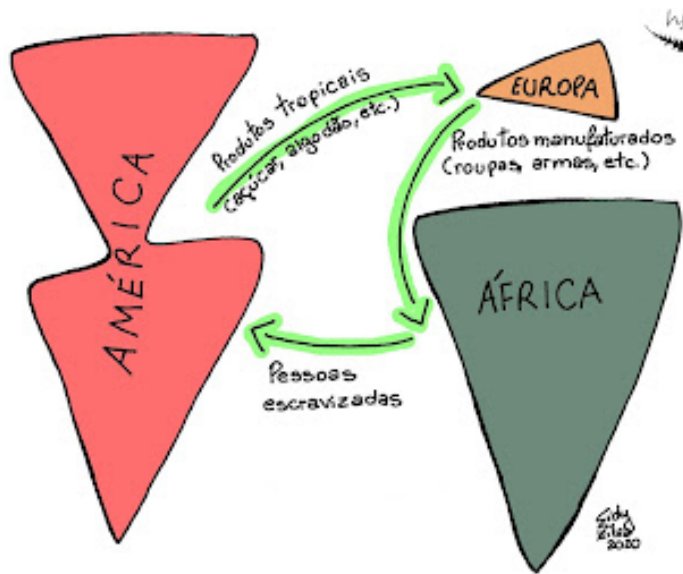 AMÉRICA
Produtos tropicais
(açúcar, algodão, etc.)
EUROPA
Produtos manufaturados
(roupas, armas, etc.)
ÁFRICA
Pessoas
escravizadas
2020